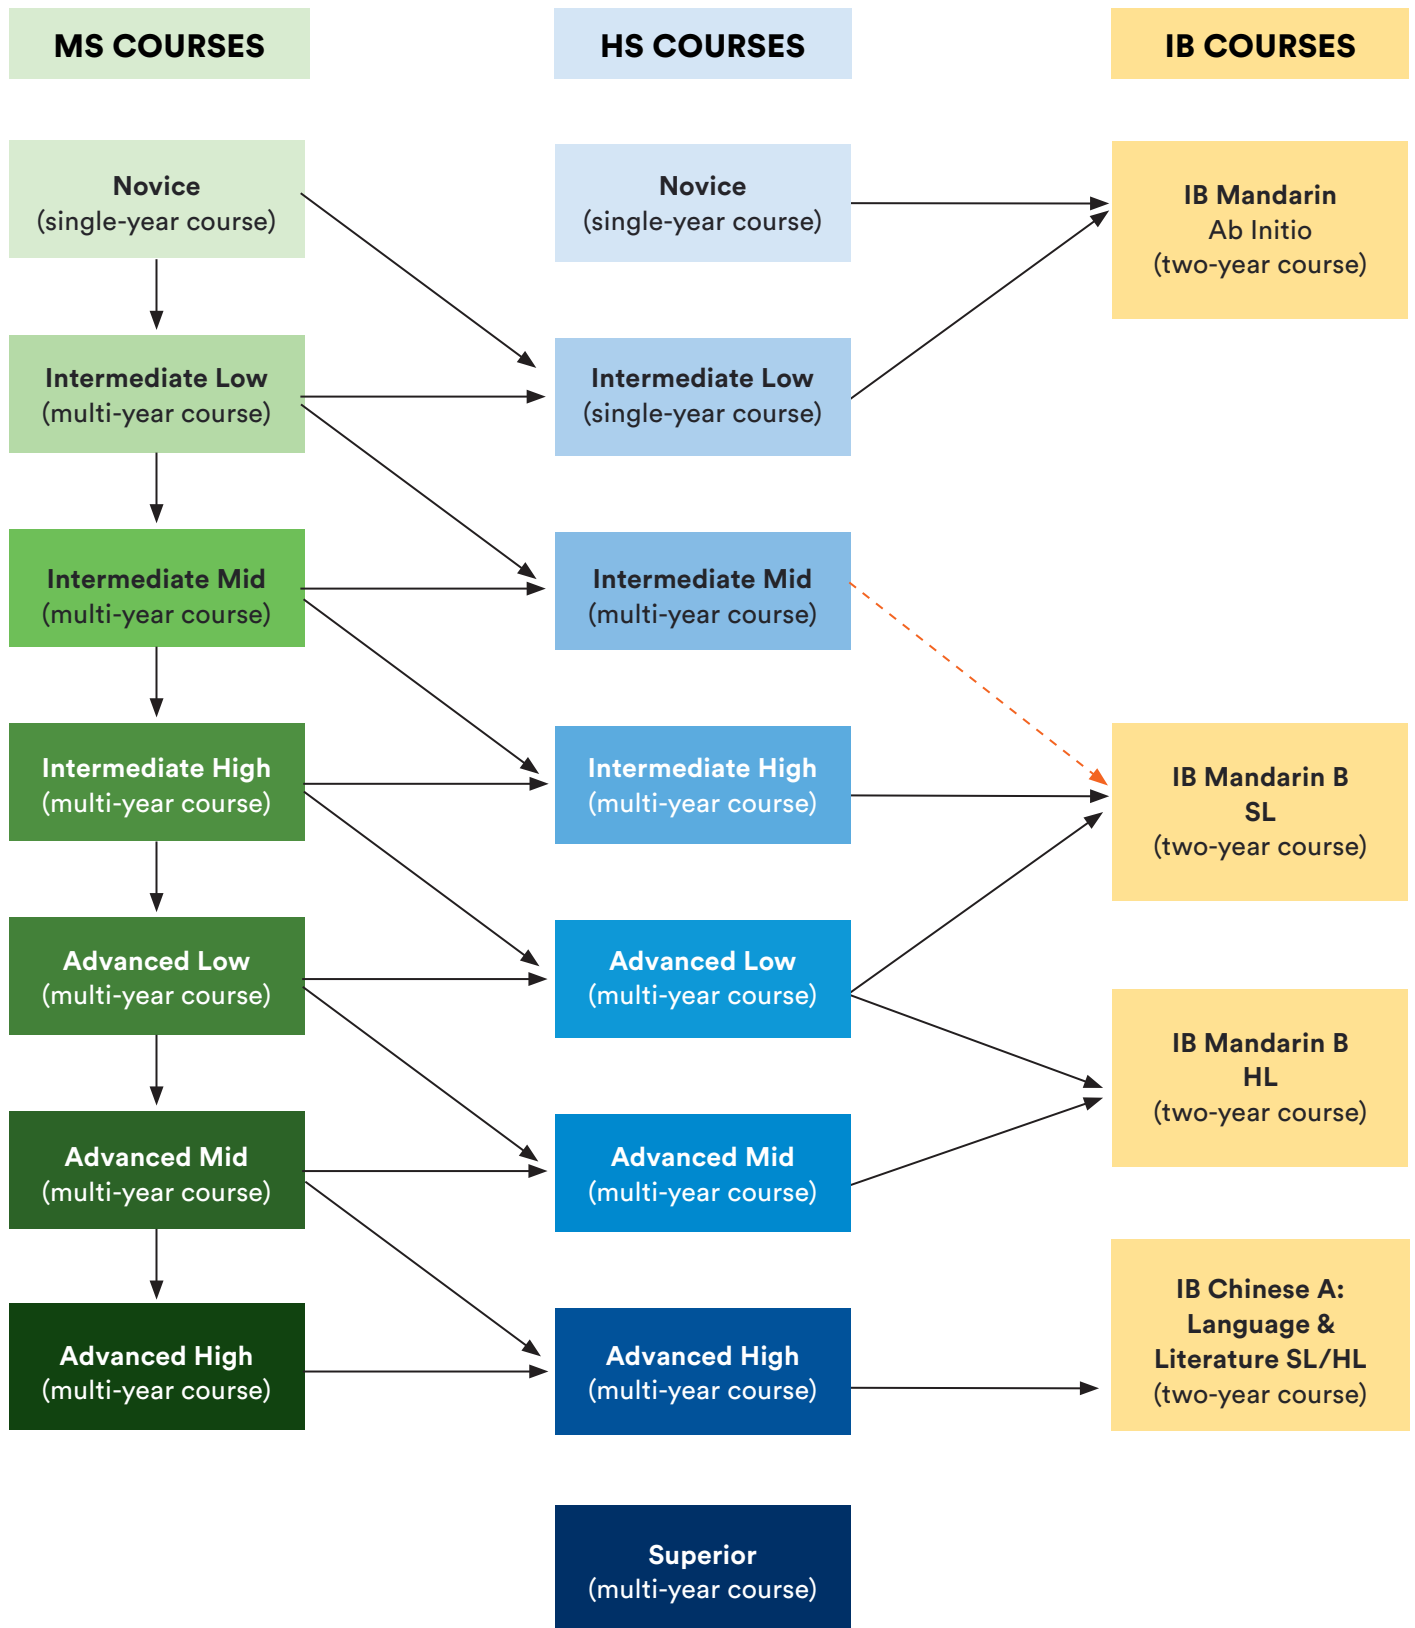 MS COURSES
HS COURSES
IB COURSES
Novice
(single-year course)
Novice
(single-year course)
IB Mandarin
Ab Initio
(two-year course)
Intermediate Low
(multi-year course)
Intermediate Low
(single-year course)
Intermediate Mid
(multi-year course)
Intermediate Mid
(multi-year course)
Intermediate High
(multi-year course)
Intermediate High
(multi-year course)
IB Mandarin B
SL
(two-year course)
Advanced Low
(multi-year course)
Advanced Low
(multi-year course)
IB Mandarin B
HL
(two-year course)
Advanced Mid
(multi-year course)
Advanced Mid
(multi-year course)
Advanced High
(multi-year course)
Advanced High
(multi-year course)
IB Chinese A:
Language &
Literature SL/HL
(two-year course)
Superior
(multi-year course)